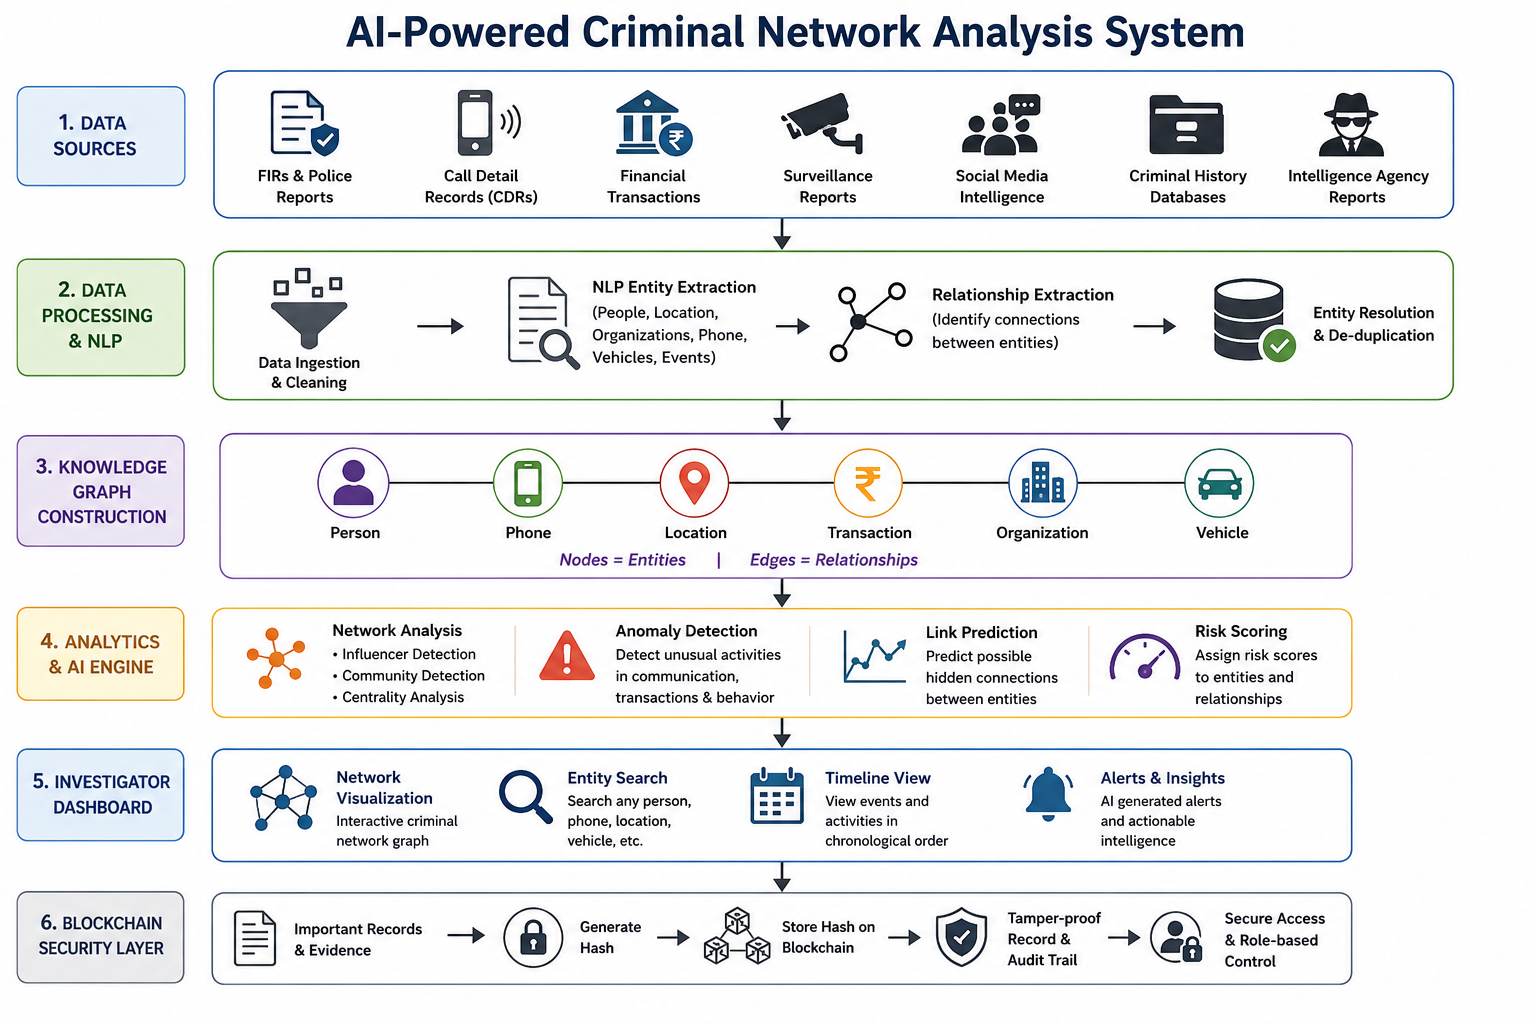 AI-Powered Criminal Network Analysis System
1. DATA
SOURCES
FIRs & Police
Reports
Call Detail
Records (CDRs)
₹
Financial
Transactions
Surveillance
Reports
Social Media
Intelligence
Criminal History
Databases
Intelligence Agency
Reports
2. DATA
PROCESSING
& NLP
Data Ingestion
& Cleaning
NLP Entity Extraction
(People, Location,
Organizations, Phone,
Vehicles, Events)
Relationship Extraction
(Identify connections
between entities)
Entity Resolution
& De-duplication
3. KNOWLEDGE
GRAPH
CONSTRUCTION
Person
Phone
Location
₹
Transaction
Organization
Vehicle
Nodes = Entities | Edges = Relationships
4. ANALYTICS
& AI ENGINE
Network Analysis
• Influencer Detection
• Community Detection
• Centrality Analysis
Anomaly Detection
Detect unusual activities
in communication,
transactions & behavior
Link Prediction
Predict possible
hidden connections
between entities
Risk Scoring
Assign risk scores
to entities and
relationships
5. INVESTIGATOR
DASHBOARD
Network
Visualization
Interactive criminal
network graph
Entity Search
Search any person,
phone, location,
vehicle, etc.
Timeline View
View events and
activities in
chronological order
Alerts & Insights
AI generated alerts
and actionable
intelligence
6. BLOCKCHAIN
SECURITY LAYER
Important Records
& Evidence
Generate
Hash
Store Hash on
Blockchain
Tamper-proof
Record &
Audit Trail
Secure Access
& Role-based
Control